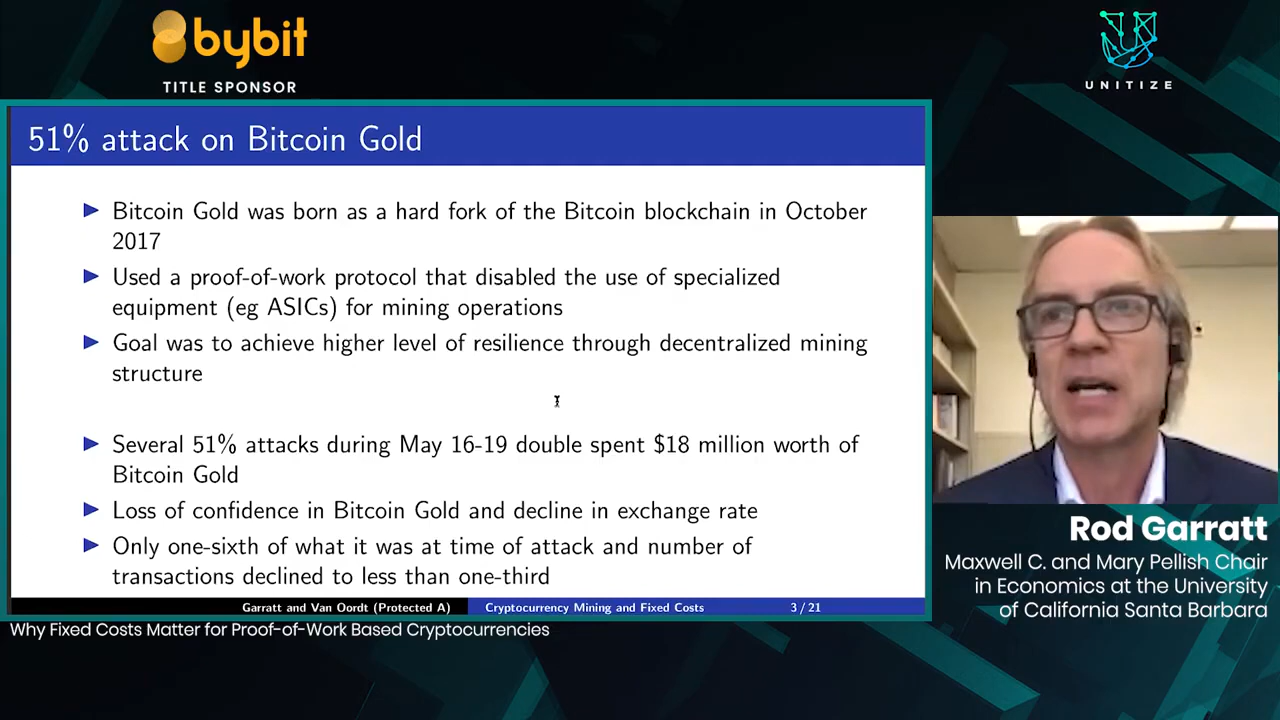 bybit
TITLE SPONSOR
UNITIZE
51% attack on Bitcoin Gold
Bitcoin Gold was born as a hard fork of the Bitcoin blockchain in October
2017
Used a proof-of-work protocol that disabled the use of specialized
equipment (eg ASICs) for mining operations
Goal was to achieve higher level of resilience through decentralized mining
structure
Several 51% attacks during May 16-19 double spent $18 million worth of
Bitcoin Gold
Loss of confidence in Bitcoin Gold and decline in exchange rate
Only one-sixth of what it was at time of attack and number of
transactions declined to less than one-third
Garratt and Van Oordt (Protected A) Cryptocurrency Mining and Fixed Costs 3 / 21
Why Fixed Costs Matter for Proof-of-Work Based Cryptocurrencies
Rod Garratt
Maxwell C. and Mary Pellish Chair
in Economics at the University
of California Santa Barbara